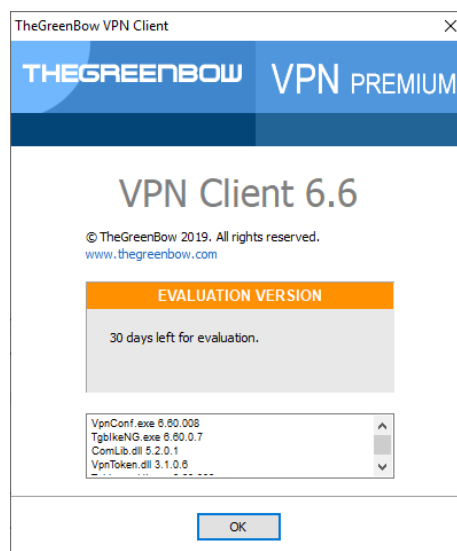 TheGreenBow VPN Client
THEGREENBOW VPN PREMIUM
VPN Client 6.6
© TheGreenBow 2019. All rights reserved.
www.thegreenbow.com
EVALUATION VERSION
30 days left for evaluation.
VpnConf.exe 6.60.008
TgbIkeNG.exe 6.60.0.7
ComLib.dll 5.2.0.1
VpnToken.dll 3.1.0.6
OK